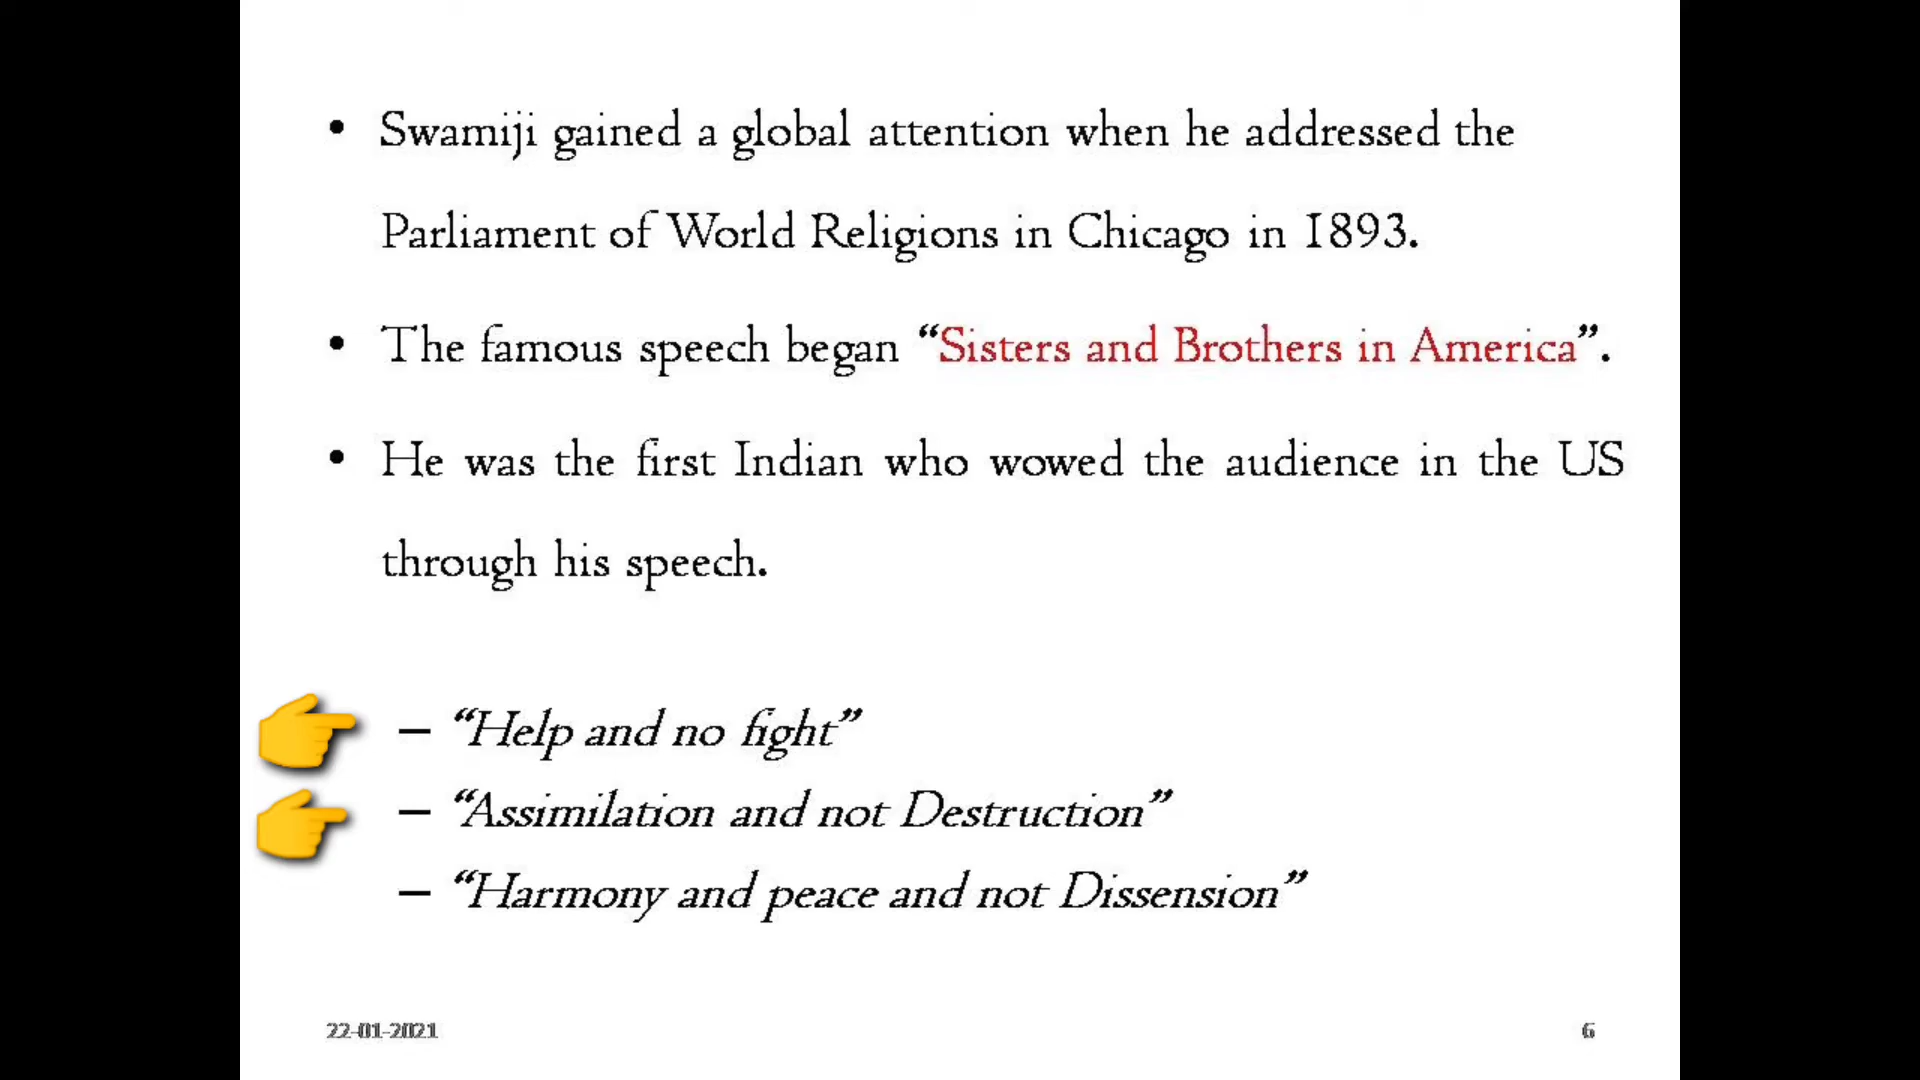 • Swamiji gained a global attention when he addressed the
Parliament of World Religions in Chicago in 1893.
• The famous speech began “Sisters and Brothers in America”.
• He was the first Indian who wowed the audience in the US
through his speech.
– “Help and no fight”
– “Assimilation and not Destruction”
– “Harmony and peace and not Dissension”
22-01-2021
6